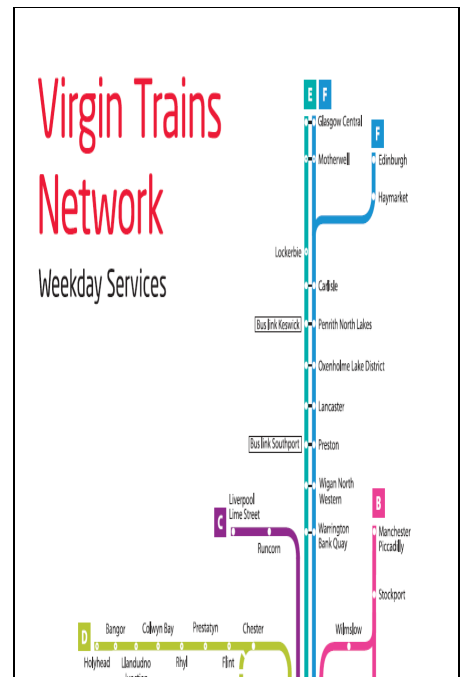 Virgin Trains
Network
Weekday Services
E F
Glasgow Central
F
Motherwell
Edinburgh
Haymarket
Lockerbie
Carlisle
Bus link Keswick
Penrith North Lakes
Oxenholme Lake District
Lancaster
Bus link Southport
Preston
Wigan North
Western
B
Liverpool
Lime Street
C
Runcorn
Warrington
Bank Quay
Manchester
Piccadilly
Stockport
D
Bangor
Colwyn Bay
Prestatyn
Chester
Wilmslow
Holyhead
Llandudno
Junction
Rhyl
Flint